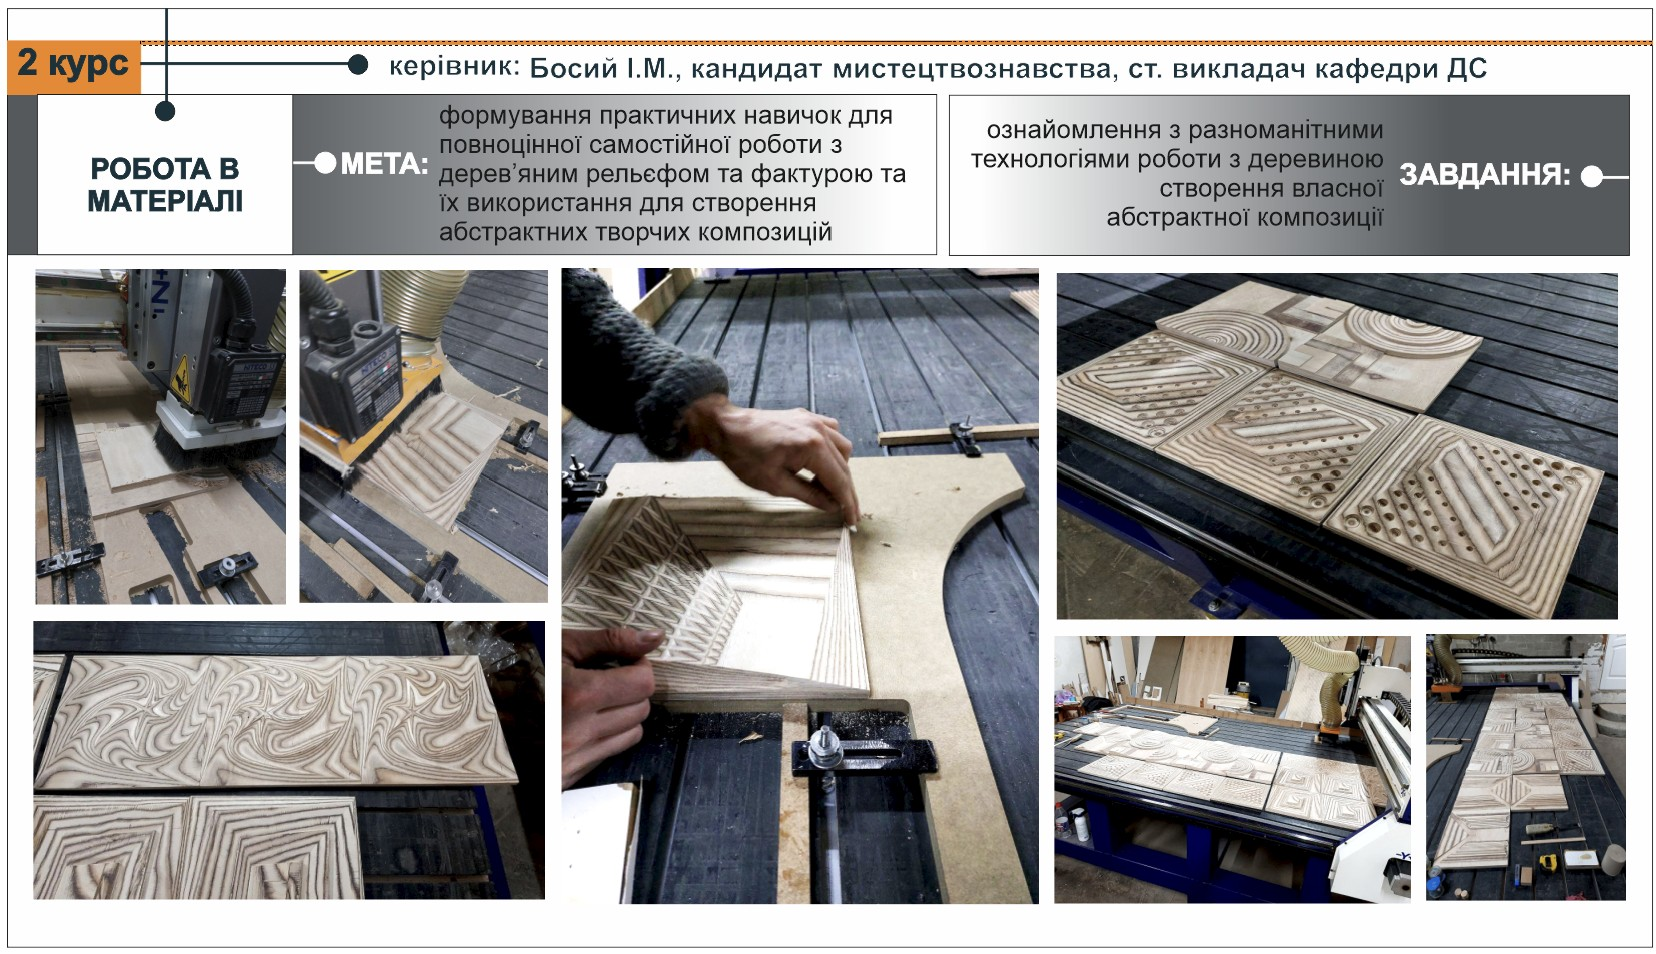 2 курс
керівник: Босий І.М., кандидат мистецтвознавства, ст. викладач кафедри ДС
РОБОТА В
МАТЕРІАЛІ
МЕТА:
формування практичних навичок для
повноцінної самостійної роботи з
дерев’яним рельєфом та фактурою та
їх використання для створення
абстрактних творчих композицій
ознайомлення з разноманітними
технологіями роботи з деревиною
створення власної
абстрактної композиції
ЗАВДАННЯ:
HITECO
HITECO